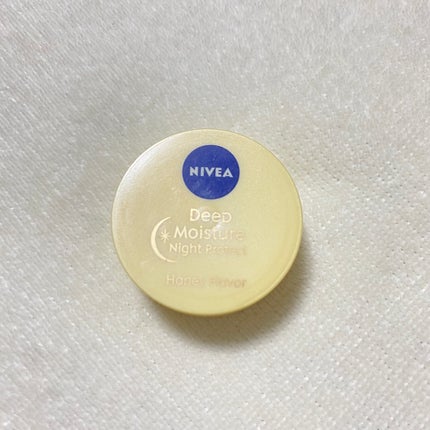 NIVEA
Deep
Moisture
Night Protect
Honey Flavor